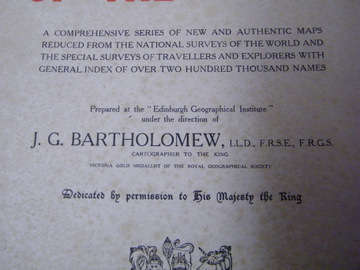 OF THE
A COMPREHENSIVE SERIES OF NEW AND AUTHENTIC MAPS
REDUCED FROM THE NATIONAL SURVEYS OF THE WORLD AND
THE SPECIAL SURVEYS OF TRAVELLERS AND EXPLORERS WITH
GENERAL INDEX OF OVER TWO HUNDRED THOUSAND NAMES
Prepared at the "Edinburgh Geographical Institute"
under the direction of
J. G. BARTHOLOMEW, LL.D., F.R.S.E., F.R.G.S.
CARTOGRAPHER TO THE KING
VICTORIA GOLD MEDALLIST OF THE ROYAL GEOGRAPHICAL SOCIETY
Dedicated by permission to His Majesty the King